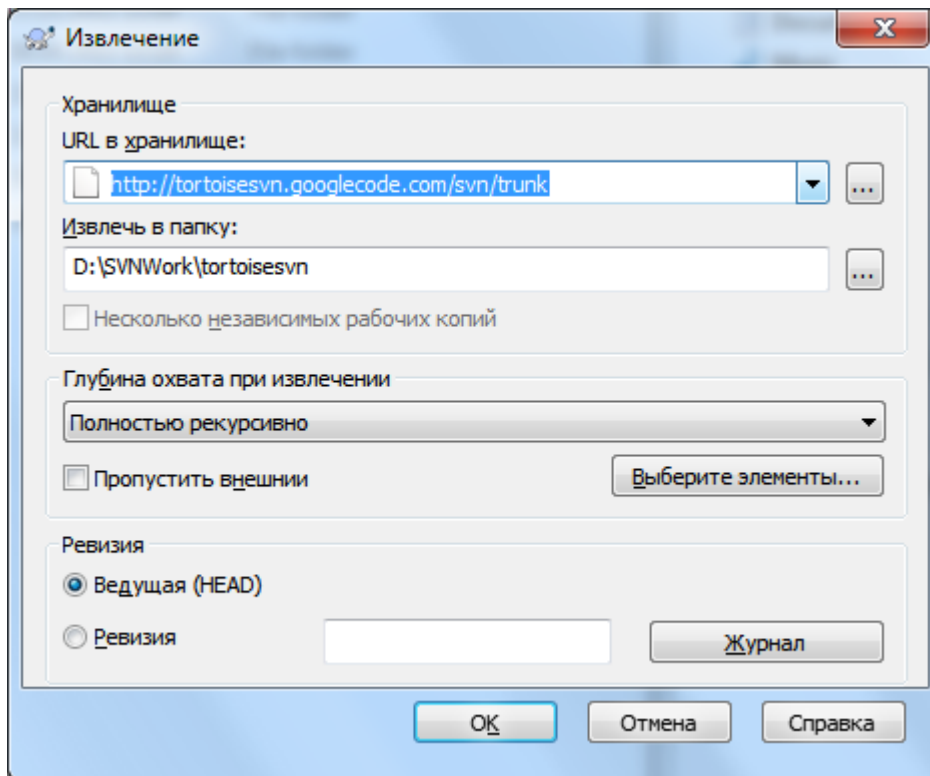 Извлечение
Хранилище
URL в хранилище:
http://tortoisesvn.googlecode.com/svn/trunk
...
Извлечь в папку:
D:\SVNWork\tortoisesvn
...
Несколько независимых рабочих копий
Глубина охвата при извлечении
Полностью рекурсивно
Пропустить внешнии
Выберите элементы...
Ревизия
Ведущая (HEAD)
Ревизия
Журнал
OK
Отмена
Справка